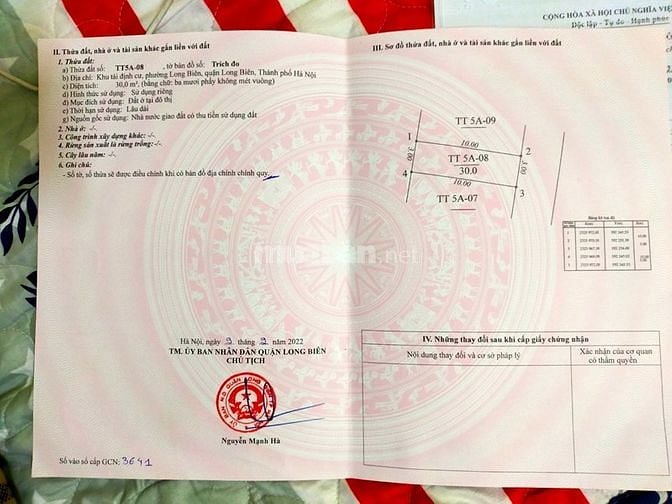 CỘNG HÒA XÃ HỘI CHỦ NGHĨA VIỆ
Độc lập - Tự do - Hạnh phúc
II. Thửa đất, nhà ở và tài sản khác gắn liền với đất
1. Thửa đất:
a) Thửa đất số: TT5A-08 , tờ bản đồ số: Trích đo
b) Địa chỉ: Khu tái định cư, phường Long Biên, quận Long Biên, Thành phố Hà Nội
c) Diện tích: 30,0 m², (bằng chữ: ba mươi phẩy không mét vuông)
d) Hình thức sử dụng: Sử dụng riêng
đ) Mục đích sử dụng: Đất ở tại đô thị
e) Thời hạn sử dụng: Lâu dài
g) Nguồn gốc sử dụng: Nhà nước giao đất có thu tiền sử dụng đất
2. Nhà ở: -/-
3. Công trình xây dựng khác: -/-
4. Rừng sản xuất là rừng trồng: -/-
5. Cây lâu năm: -/-
6. Ghi chú:
- Số tờ, số thửa sẽ được điều chỉnh khi có bản đồ địa chính chính quy.
Hà Nội, ngày tháng năm 2022
TM. ỦY BAN NHÂN DÂN QUẬN LONG BIÊN
CHỦ TỊCH
Nguyễn Mạnh Hà
Số vào sổ cấp GCN: 3641
III. Sơ đồ thửa đất, nhà ở và tài sản khác gắn liền với đất
TT 5A-09
1
10.00
2
3.00
TT 5A-08
30.0
3.00
4
10.00
3
TT 5A-07
IV. Những thay đổi sau khi cấp giấy chứng nhận
Nội dung thay đổi và cơ sở pháp lý
Xác nhận của cơ quan
có thẩm quyền